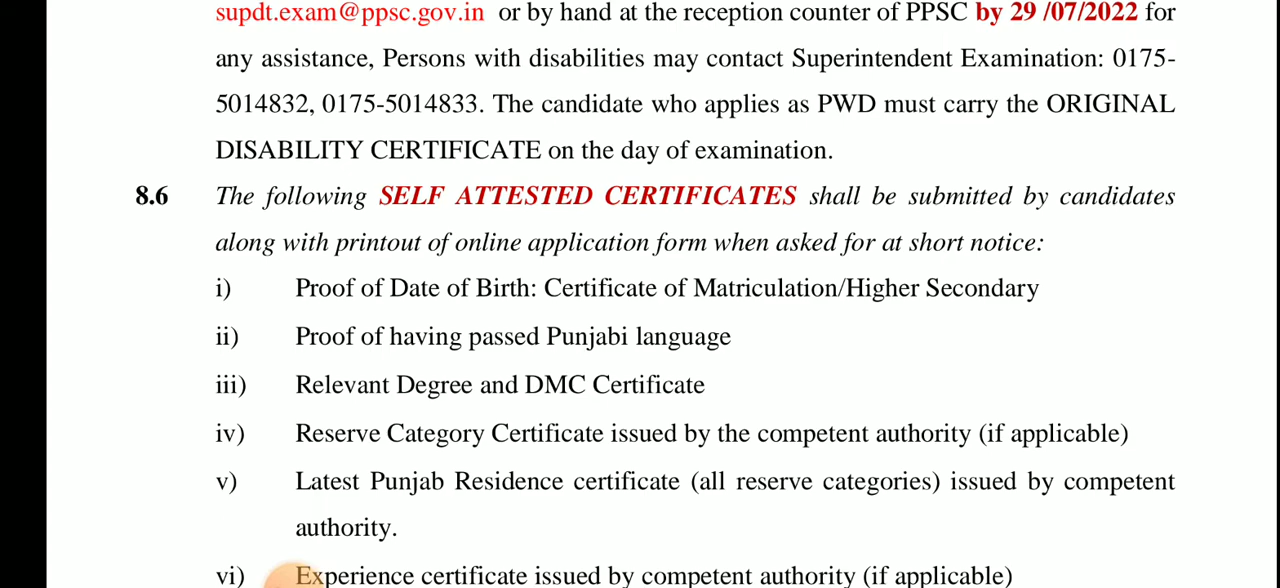 supdt.exam@ppsc.gov.in or by hand at the reception counter of PPSC by 29 /07/2022 for
any assistance, Persons with disabilities may contact Superintendent Examination: 0175-
5014832, 0175-5014833. The candidate who applies as PWD must carry the ORIGINAL
DISABILITY CERTIFICATE on the day of examination.
8.6 The following SELF ATTESTED CERTIFICATES shall be submitted by candidates
along with printout of online application form when asked for at short notice:
i) Proof of Date of Birth: Certificate of Matriculation/Higher Secondary
ii) Proof of having passed Punjabi language
iii) Relevant Degree and DMC Certificate
iv) Reserve Category Certificate issued by the competent authority (if applicable)
v) Latest Punjab Residence certificate (all reserve categories) issued by competent
authority.
vi) Experience certificate issued by competent authority (if applicable)